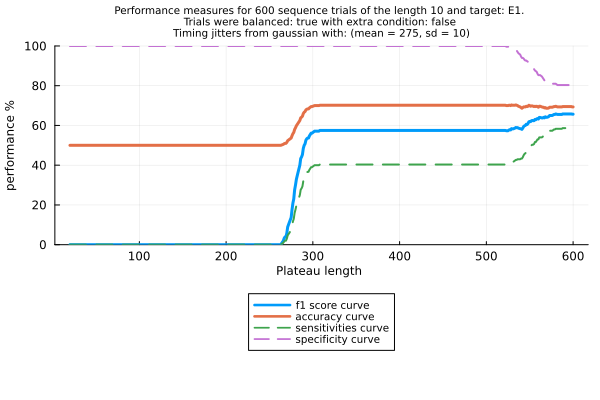 Performance measures for 600 sequence trials of the length 10 and target: E1.
Trials were balanced: true with extra condition: false
Timing jitters from gaussian with: (mean = 275, sd = 10)
performance %
100
80
60
40
20
0
100
200
300
400
500
600
Plateau length
f1 score curve
accuracy curve
sensitivities curve
specificity curve